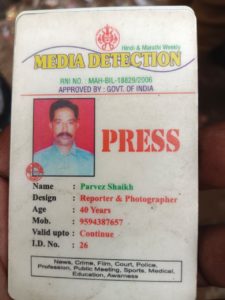 Hindi & Marathi Weekly
MEDIA DETECTION
RNI NO.: MAH-BIL-18829/2006
APPROVED BY : GOVT. OF INDIA
PRESS
Name : Parvez Shaikh
Design : Reporter & Photographer
Age : 40 Years
Mob. : 9594387657
Valid upto : Continue
I.D. No. : 26
News, Crime, Film, Court, Police,
Profession, Public Meeting, Sports, Medical,
Education, Awarness